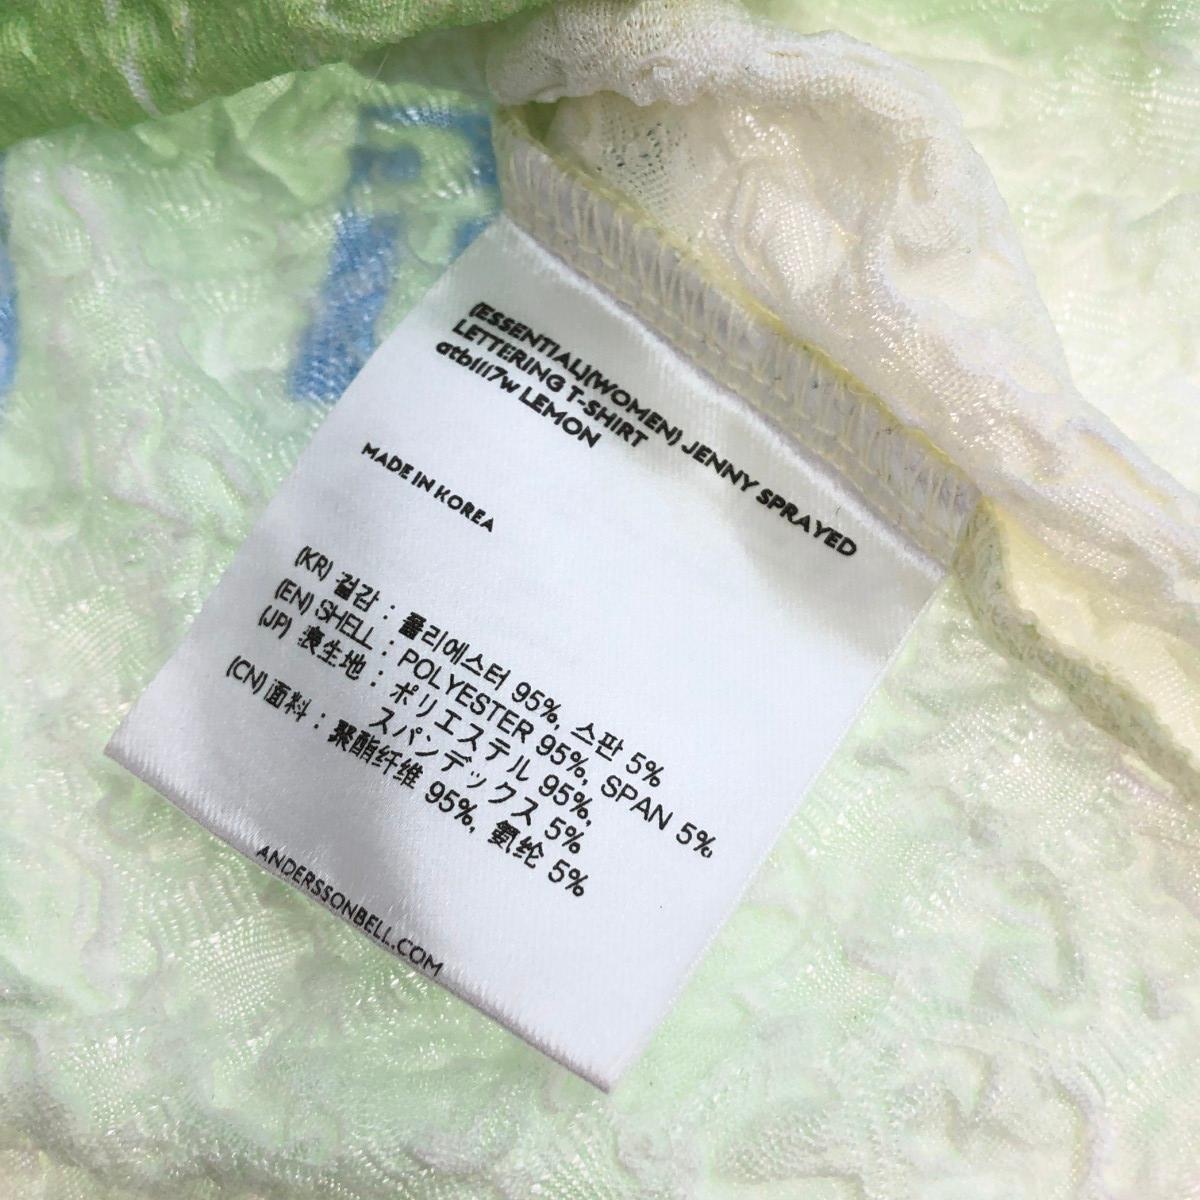 (ESSENTIAL)(WOMEN) JENNY SPRAYED
LETTERING T-SHIRT
atb1117w LEMON
MADE IN KOREA
(KR) 겉감 : 폴리에스터 95%, 스판 5%
(EN) SHELL : POLYESTER 95%, SPAN 5%
(JP) 表生地 : ポリエステル 95%,
スパンデックス 5%
(CN) 面料 : 聚酯纤维 95%, 氨纶 5%
ANDERSSONBELL.COM